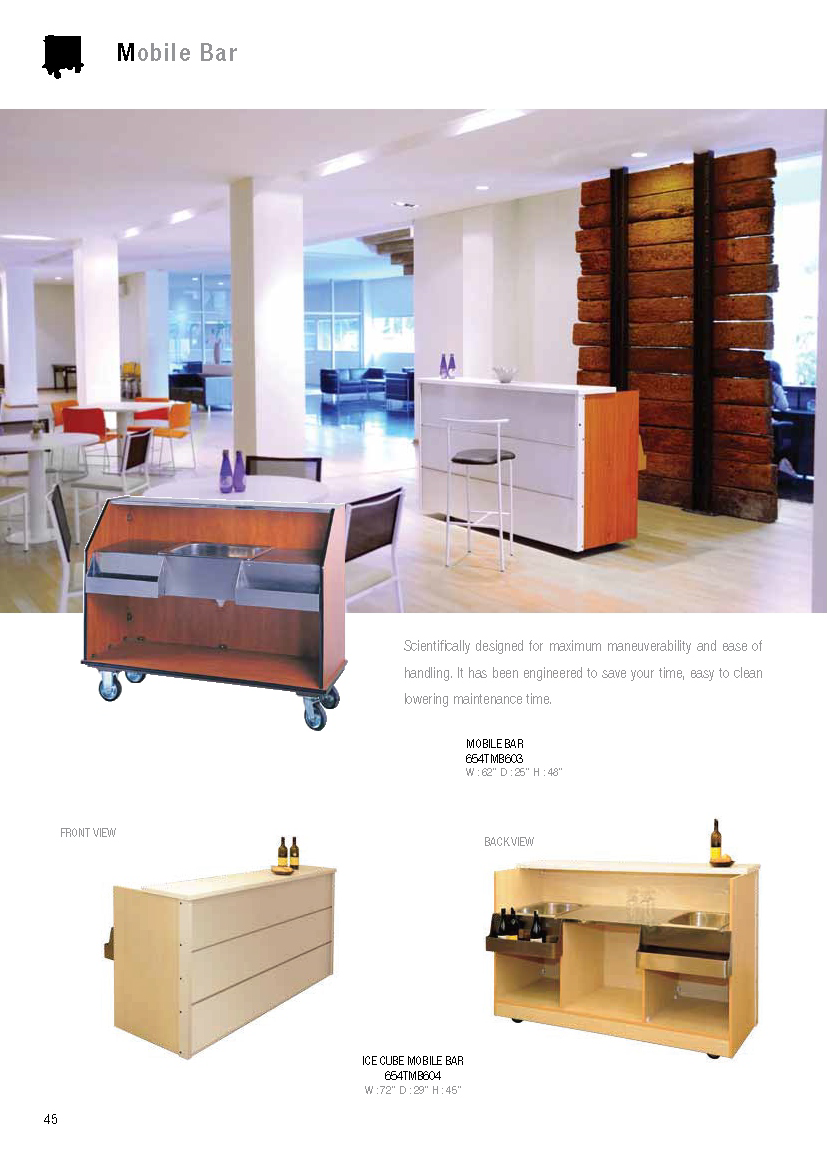 Mobile Bar
Scientifically designed for maximum maneuverability and ease of
handling. It has been engineered to save your time, easy to clean
lowering maintenance time.
MOBILE BAR
654TMB603
W : 62" D : 25" H : 48"
FRONT VIEW
BACK VIEW
ICE CUBE MOBILE BAR
654TMB604
W : 72" D : 29" H : 45"
45